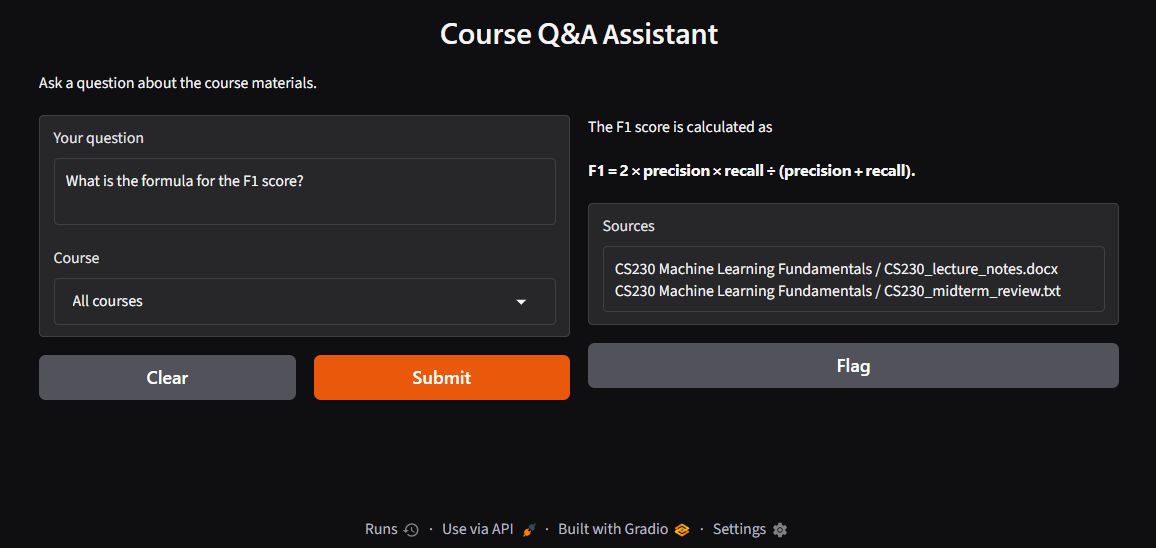 Course Q&A Assistant
Ask a question about the course materials.
Your question
What is the formula for the F1 score?
Course
All courses
Clear
Submit
The F1 score is calculated as
F1 = 2 × precision × recall ÷ (precision + recall).
Sources
CS230 Machine Learning Fundamentals / CS230_lecture_notes.docx
CS230 Machine Learning Fundamentals / CS230_midterm_review.txt
Flag
Runs · Use via API · Built with Gradio · Settings